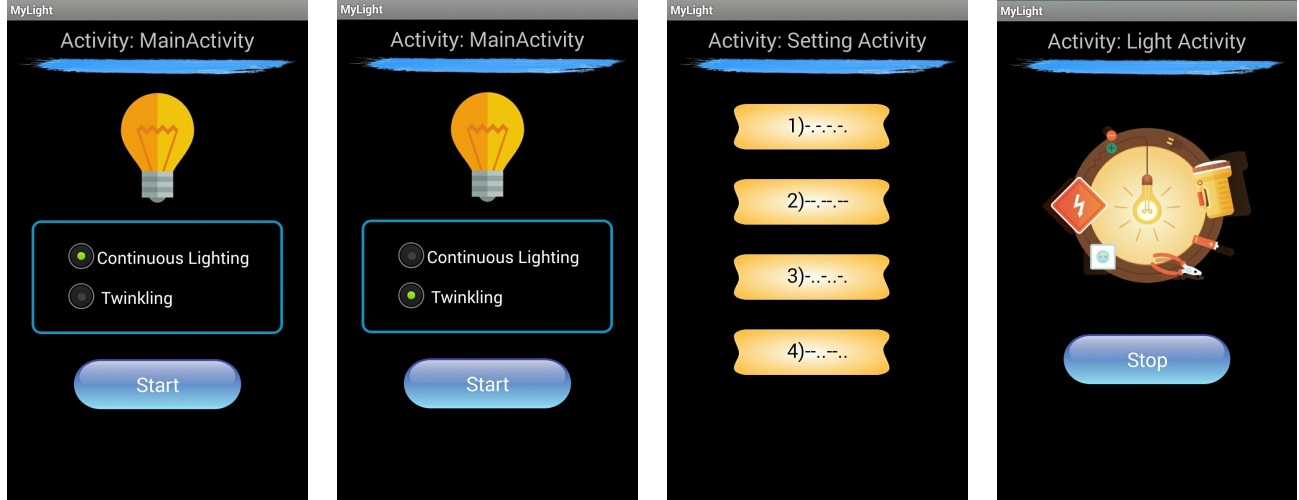 MyLight
Activity: MainActivity
Continuous Lighting
Twinkling
Start
MyLight
Activity: MainActivity
Continuous Lighting
Twinkling
Start
MyLight
Activity: Setting Activity
1)-.-.-.-.
2)--.--.--
3)-..-..-.
4)--..--..
MyLight
Activity: Light Activity
Stop